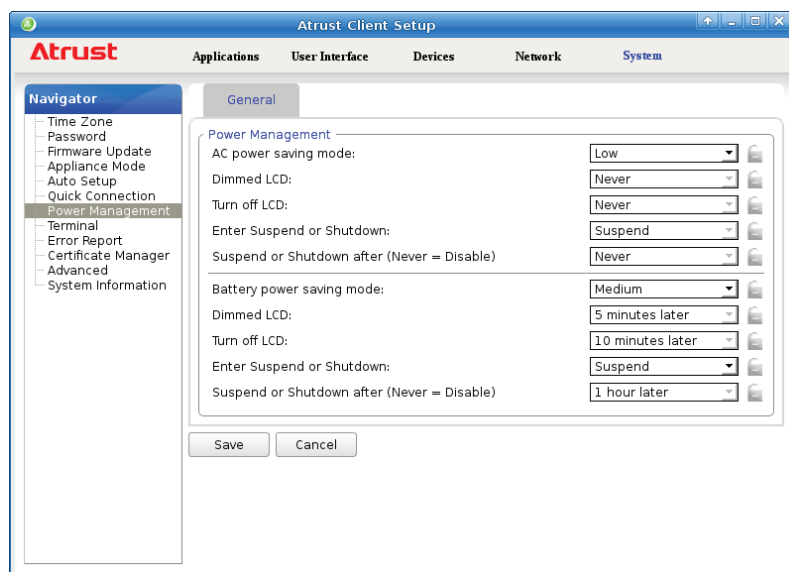 Atrust Client Setup
Atrust
Applications User Interface Devices Network System
Navigator
Time Zone
Password
Firmware Update
Appliance Mode
Auto Setup
Quick Connection
Power Management
Terminal
Error Report
Certificate Manager
Advanced
System Information
General
Power Management
AC power saving mode: Low
Dimmed LCD: Never
Turn off LCD: Never
Enter Suspend or Shutdown: Suspend
Suspend or Shutdown after (Never = Disable) Never
Battery power saving mode: Medium
Dimmed LCD: 5 minutes later
Turn off LCD: 10 minutes later
Enter Suspend or Shutdown: Suspend
Suspend or Shutdown after (Never = Disable) 1 hour later
Save Cancel